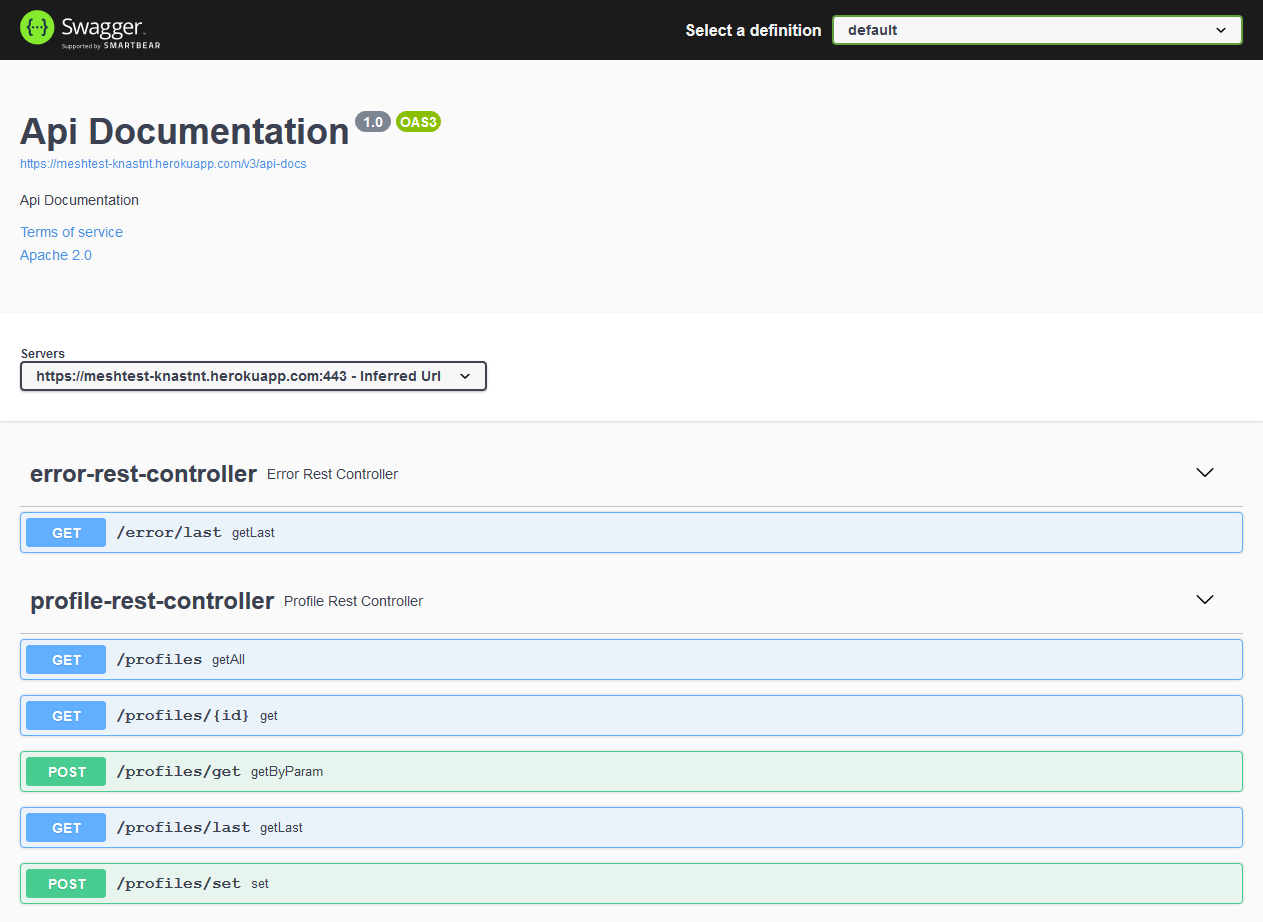 {···} Swagger™
Supported by SMARTBEAR
Select a definition default
Api Documentation 1.0 OAS3
https://meshtest-knastnt.herokuapp.com/v3/api-docs
Api Documentation
Terms of service
Apache 2.0
Servers
https://meshtest-knastnt.herokuapp.com:443 - Inferred Url
error-rest-controller Error Rest Controller
GET /error/last getLast
profile-rest-controller Profile Rest Controller
GET /profiles getAll
GET /profiles/{id} get
POST /profiles/get getByParam
GET /profiles/last getLast
POST /profiles/set set